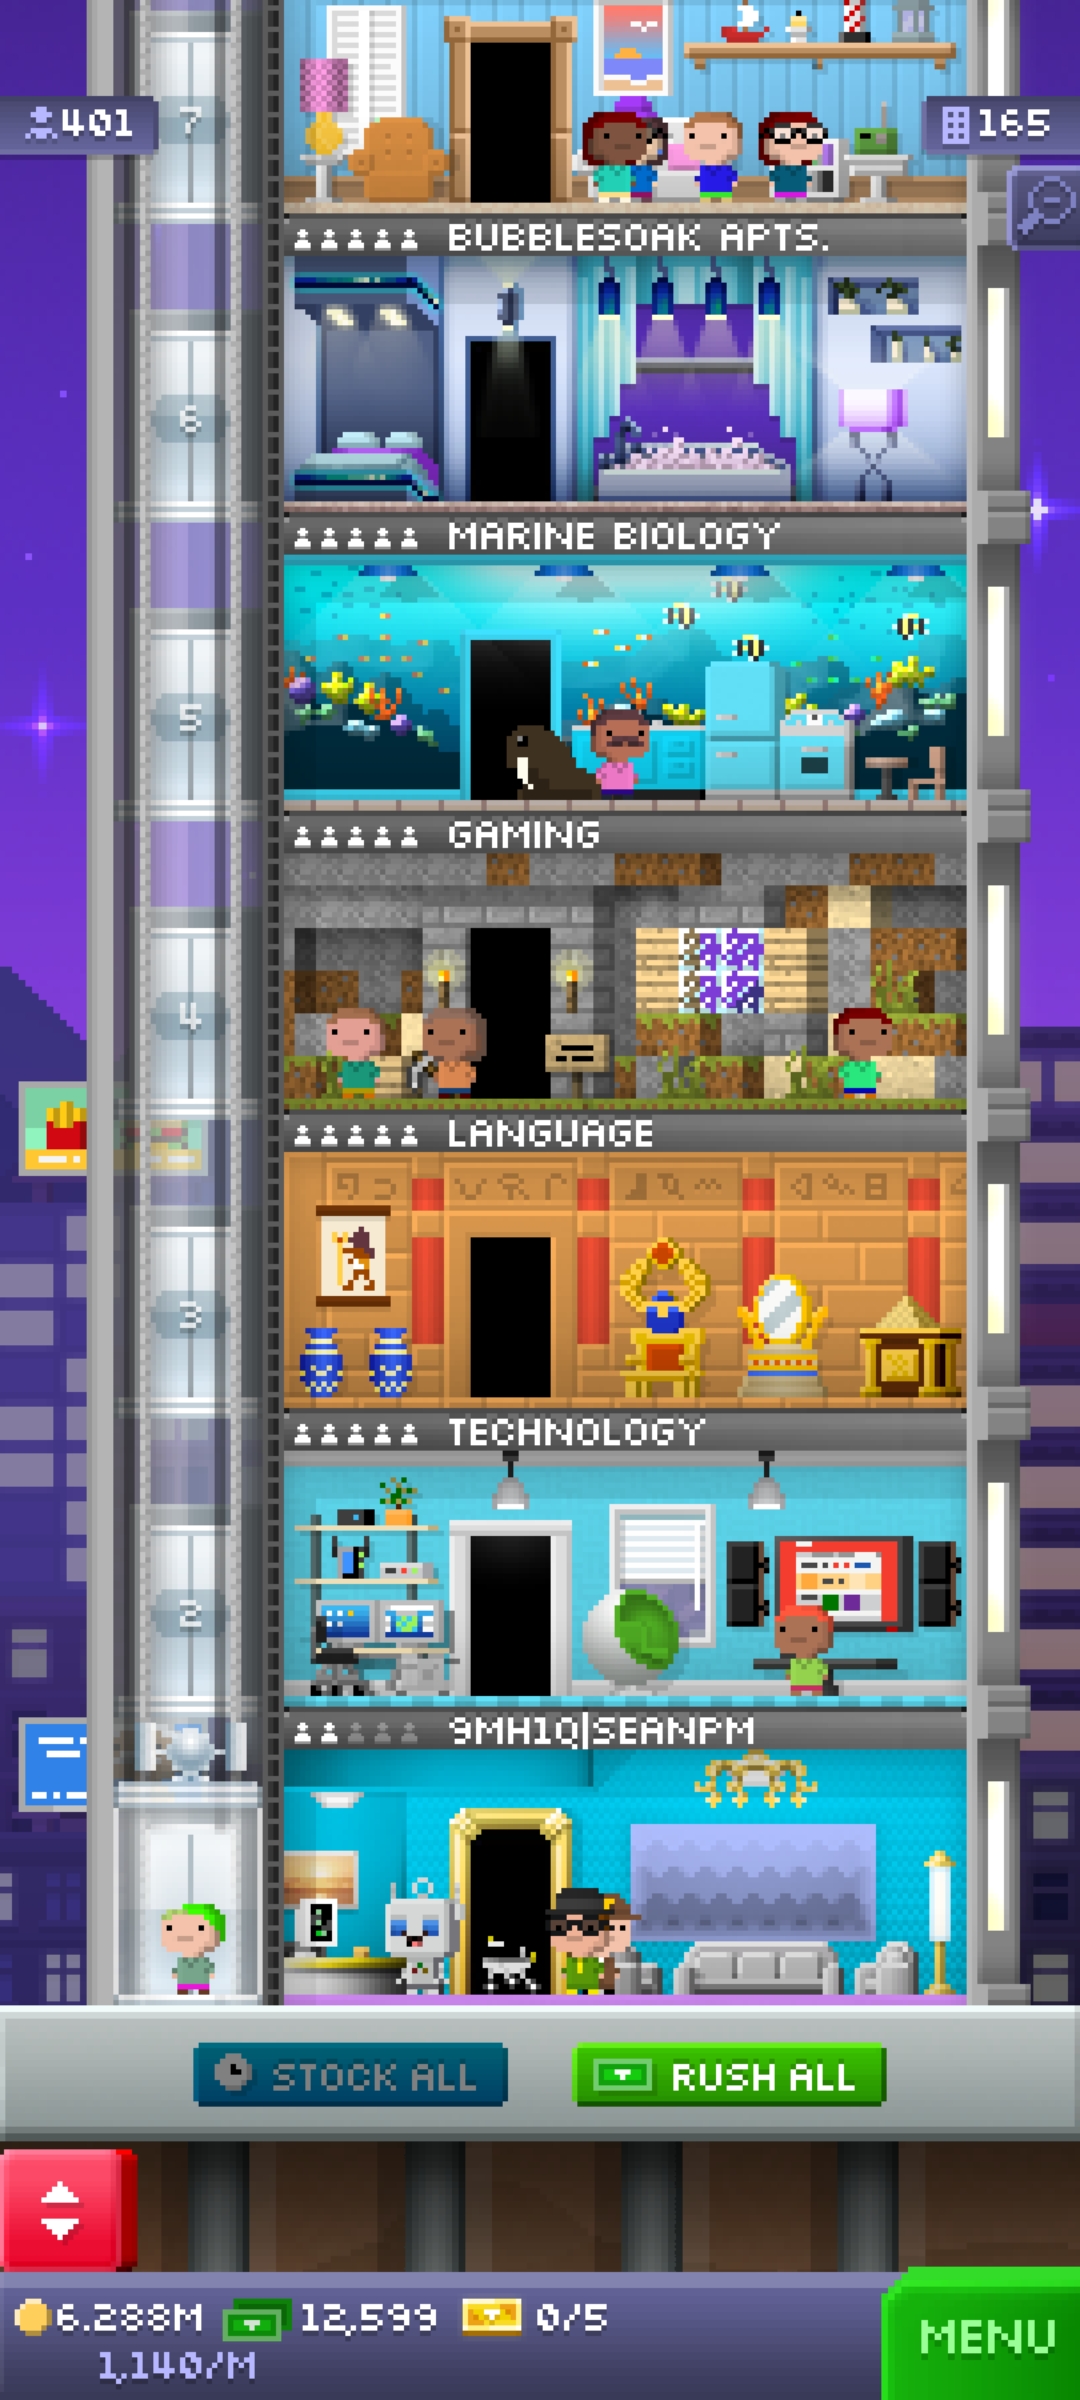 7
401
165
BUBBLESOAK APTS.
6
MARINE BIOLOGY
5
GAMING
4
LANGUAGE
3
TECHNOLOGY
2
9MH1Q|SEANPM
STOCK ALL
RUSH ALL
6.288M
12,599
0/5
1,140/M
MENU